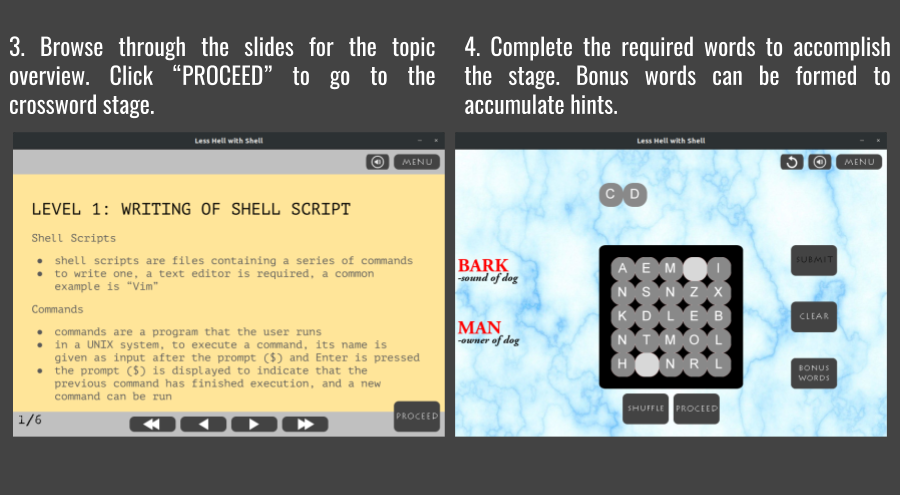 3. Browse through the slides for the topic
overview. Click “PROCEED” to go to the
crossword stage.
4. Complete the required words to accomplish
the stage. Bonus words can be formed to
accumulate hints.
Less Hell with Shell
MENU
LEVEL 1: WRITING OF SHELL SCRIPT
Shell Scripts
● shell scripts are files containing a series of commands
● to write one, a text editor is required, a common
example is "Vim"
Commands
● commands are a program that the user runs
● in a UNIX system, to execute a command, its name is
given as input after the prompt ($) and Enter is pressed
● the prompt ($) is displayed to indicate that the
previous command has finished execution, and a new
command can be run
1/6
PROCEED
Less Hell with Shell
MENU
C D
BARK
-sound of dog
MAN
-owner of dog
A E M I
N S N Z X
K D L E B
N T M O L
H N R L
SUBMIT
CLEAR
BONUS
WORDS
SHUFFLE PROCEED